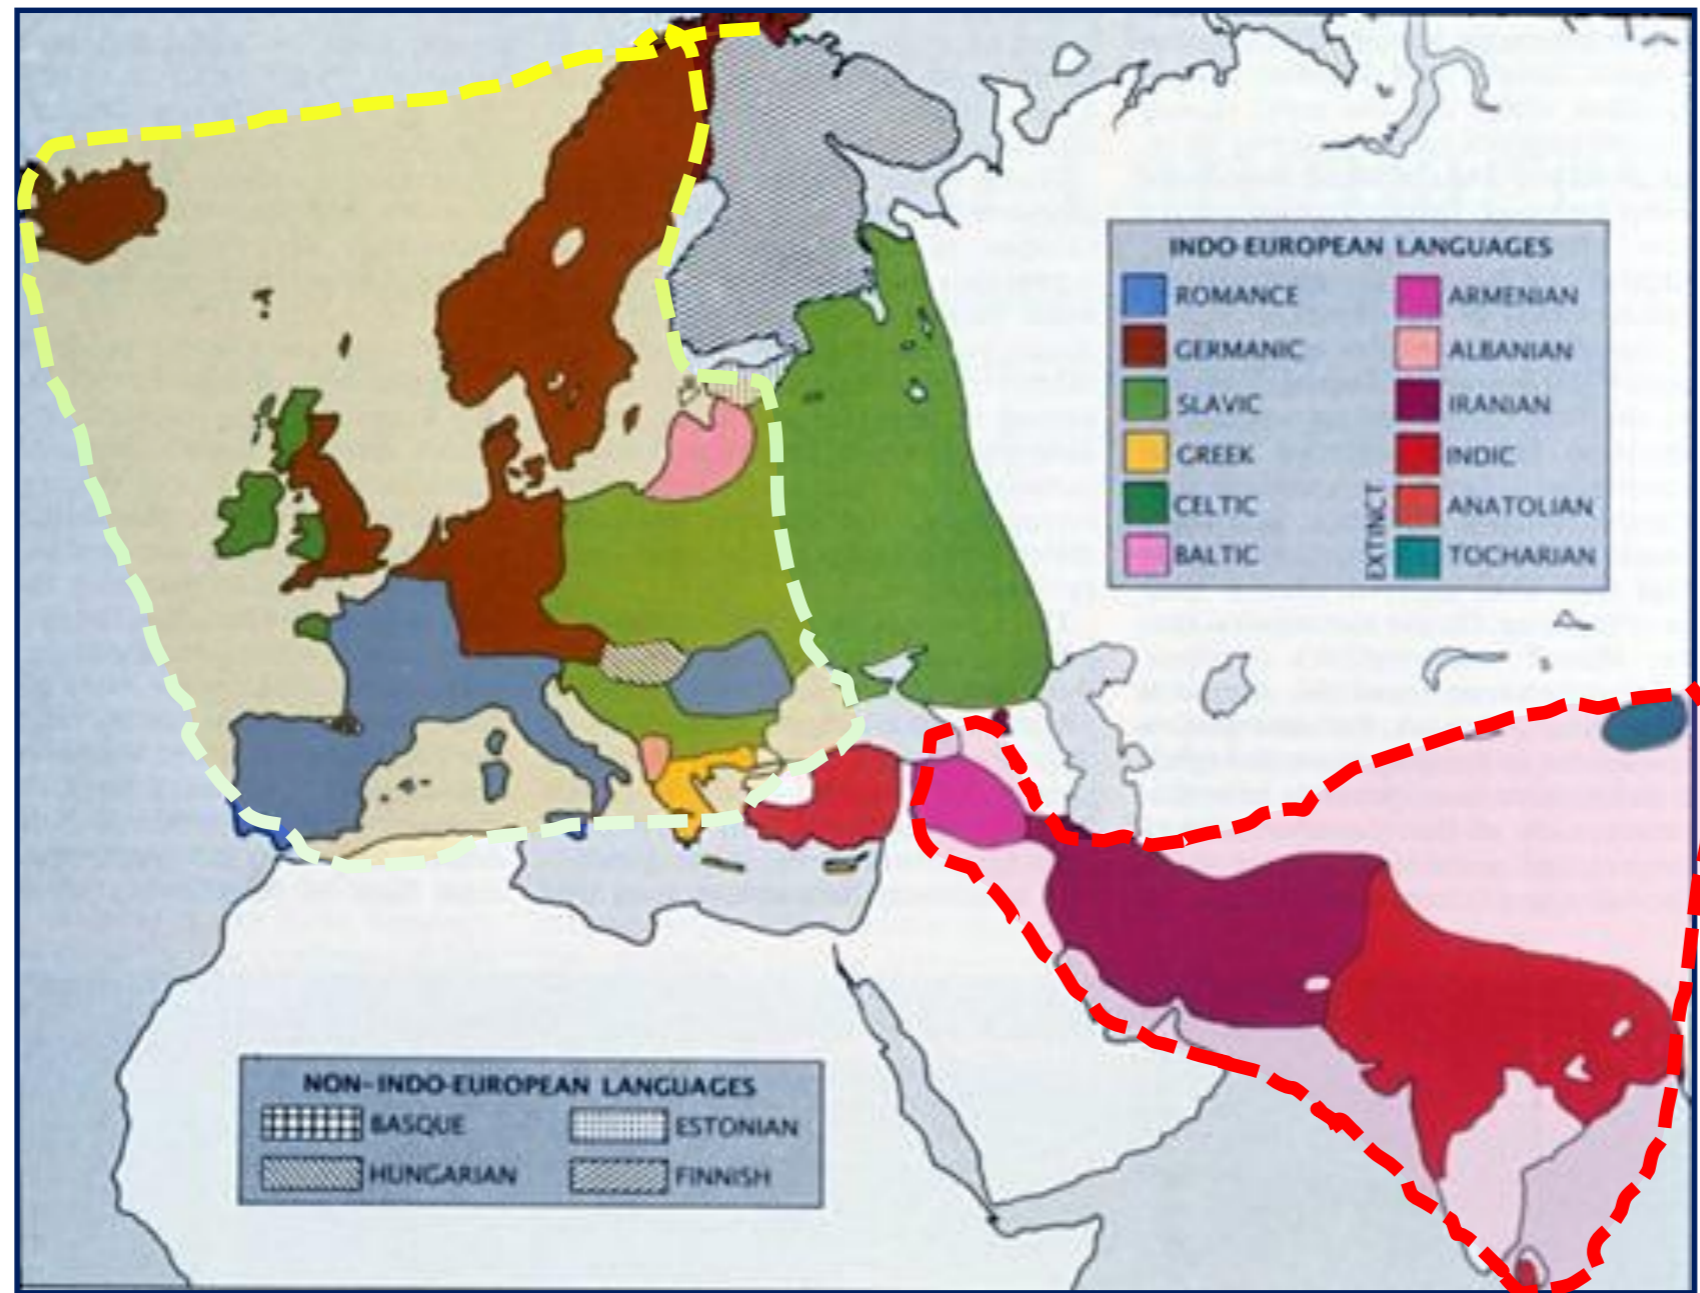 INDO-EUROPEAN LANGUAGES
ROMANCE
GERMANIC
SLAVIC
GREEK
CELTIC
BALTIC
ARMENIAN
ALBANIAN
IRANIAN
INDIC
EXTINCT
ANATOLIAN
TOCHARIAN
NON-INDO-EUROPEAN LANGUAGES
BASQUE
HUNGARIAN
ESTONIAN
FINNISH